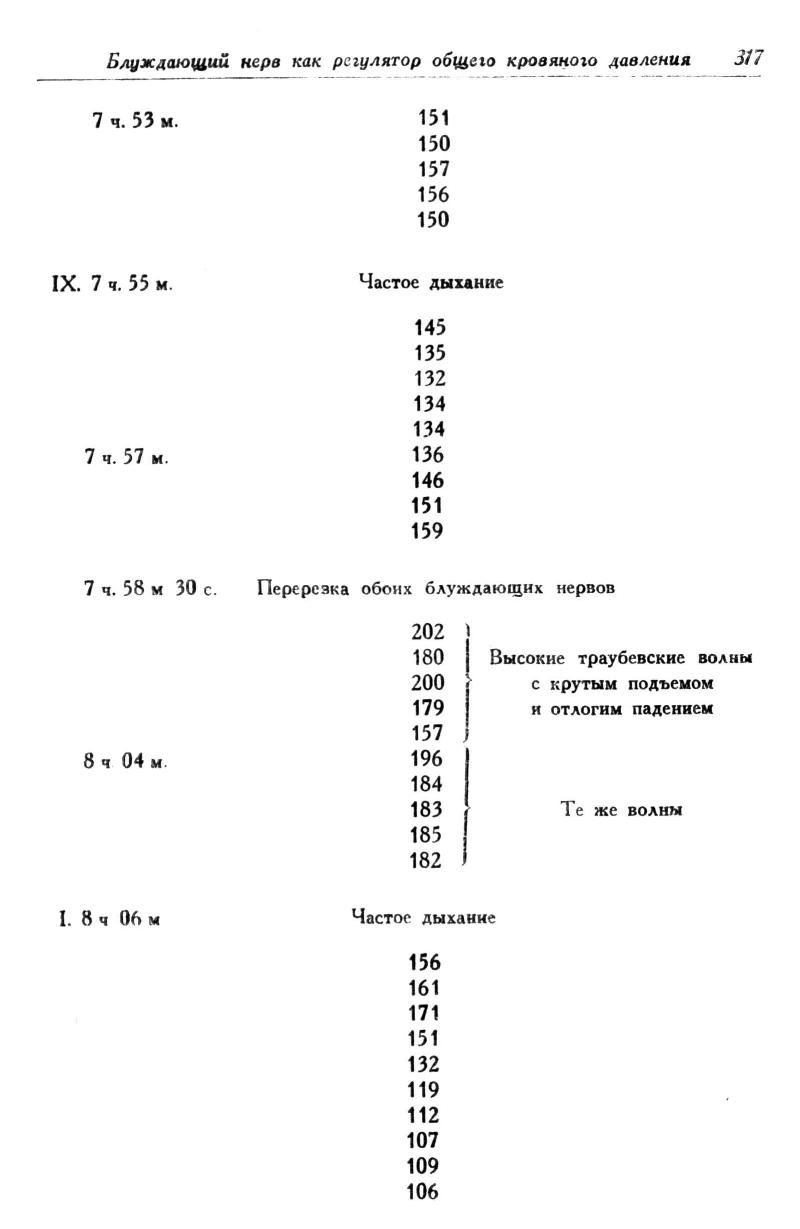 Блуждающий нерв как регулятор общего кровяного давления 317
7 ч. 53 м. 151
150
157
156
150
IX. 7 ч. 55 м. Частое дыхание
145
135
132
134
134
7 ч. 57 м. 136
146
151
159
7 ч. 58 м 30 с. Перерезка обоих блуждающих нервов
202
180 Высокие траубевские волны
200 с крутым подъемом
179 и отлогим падением
157
8 ч 04 м. 196
184
183 Те же волны
185
182
I. 8 ч 06 м Частое дыхание
156
161
171
151
132
119
112
107
109
106